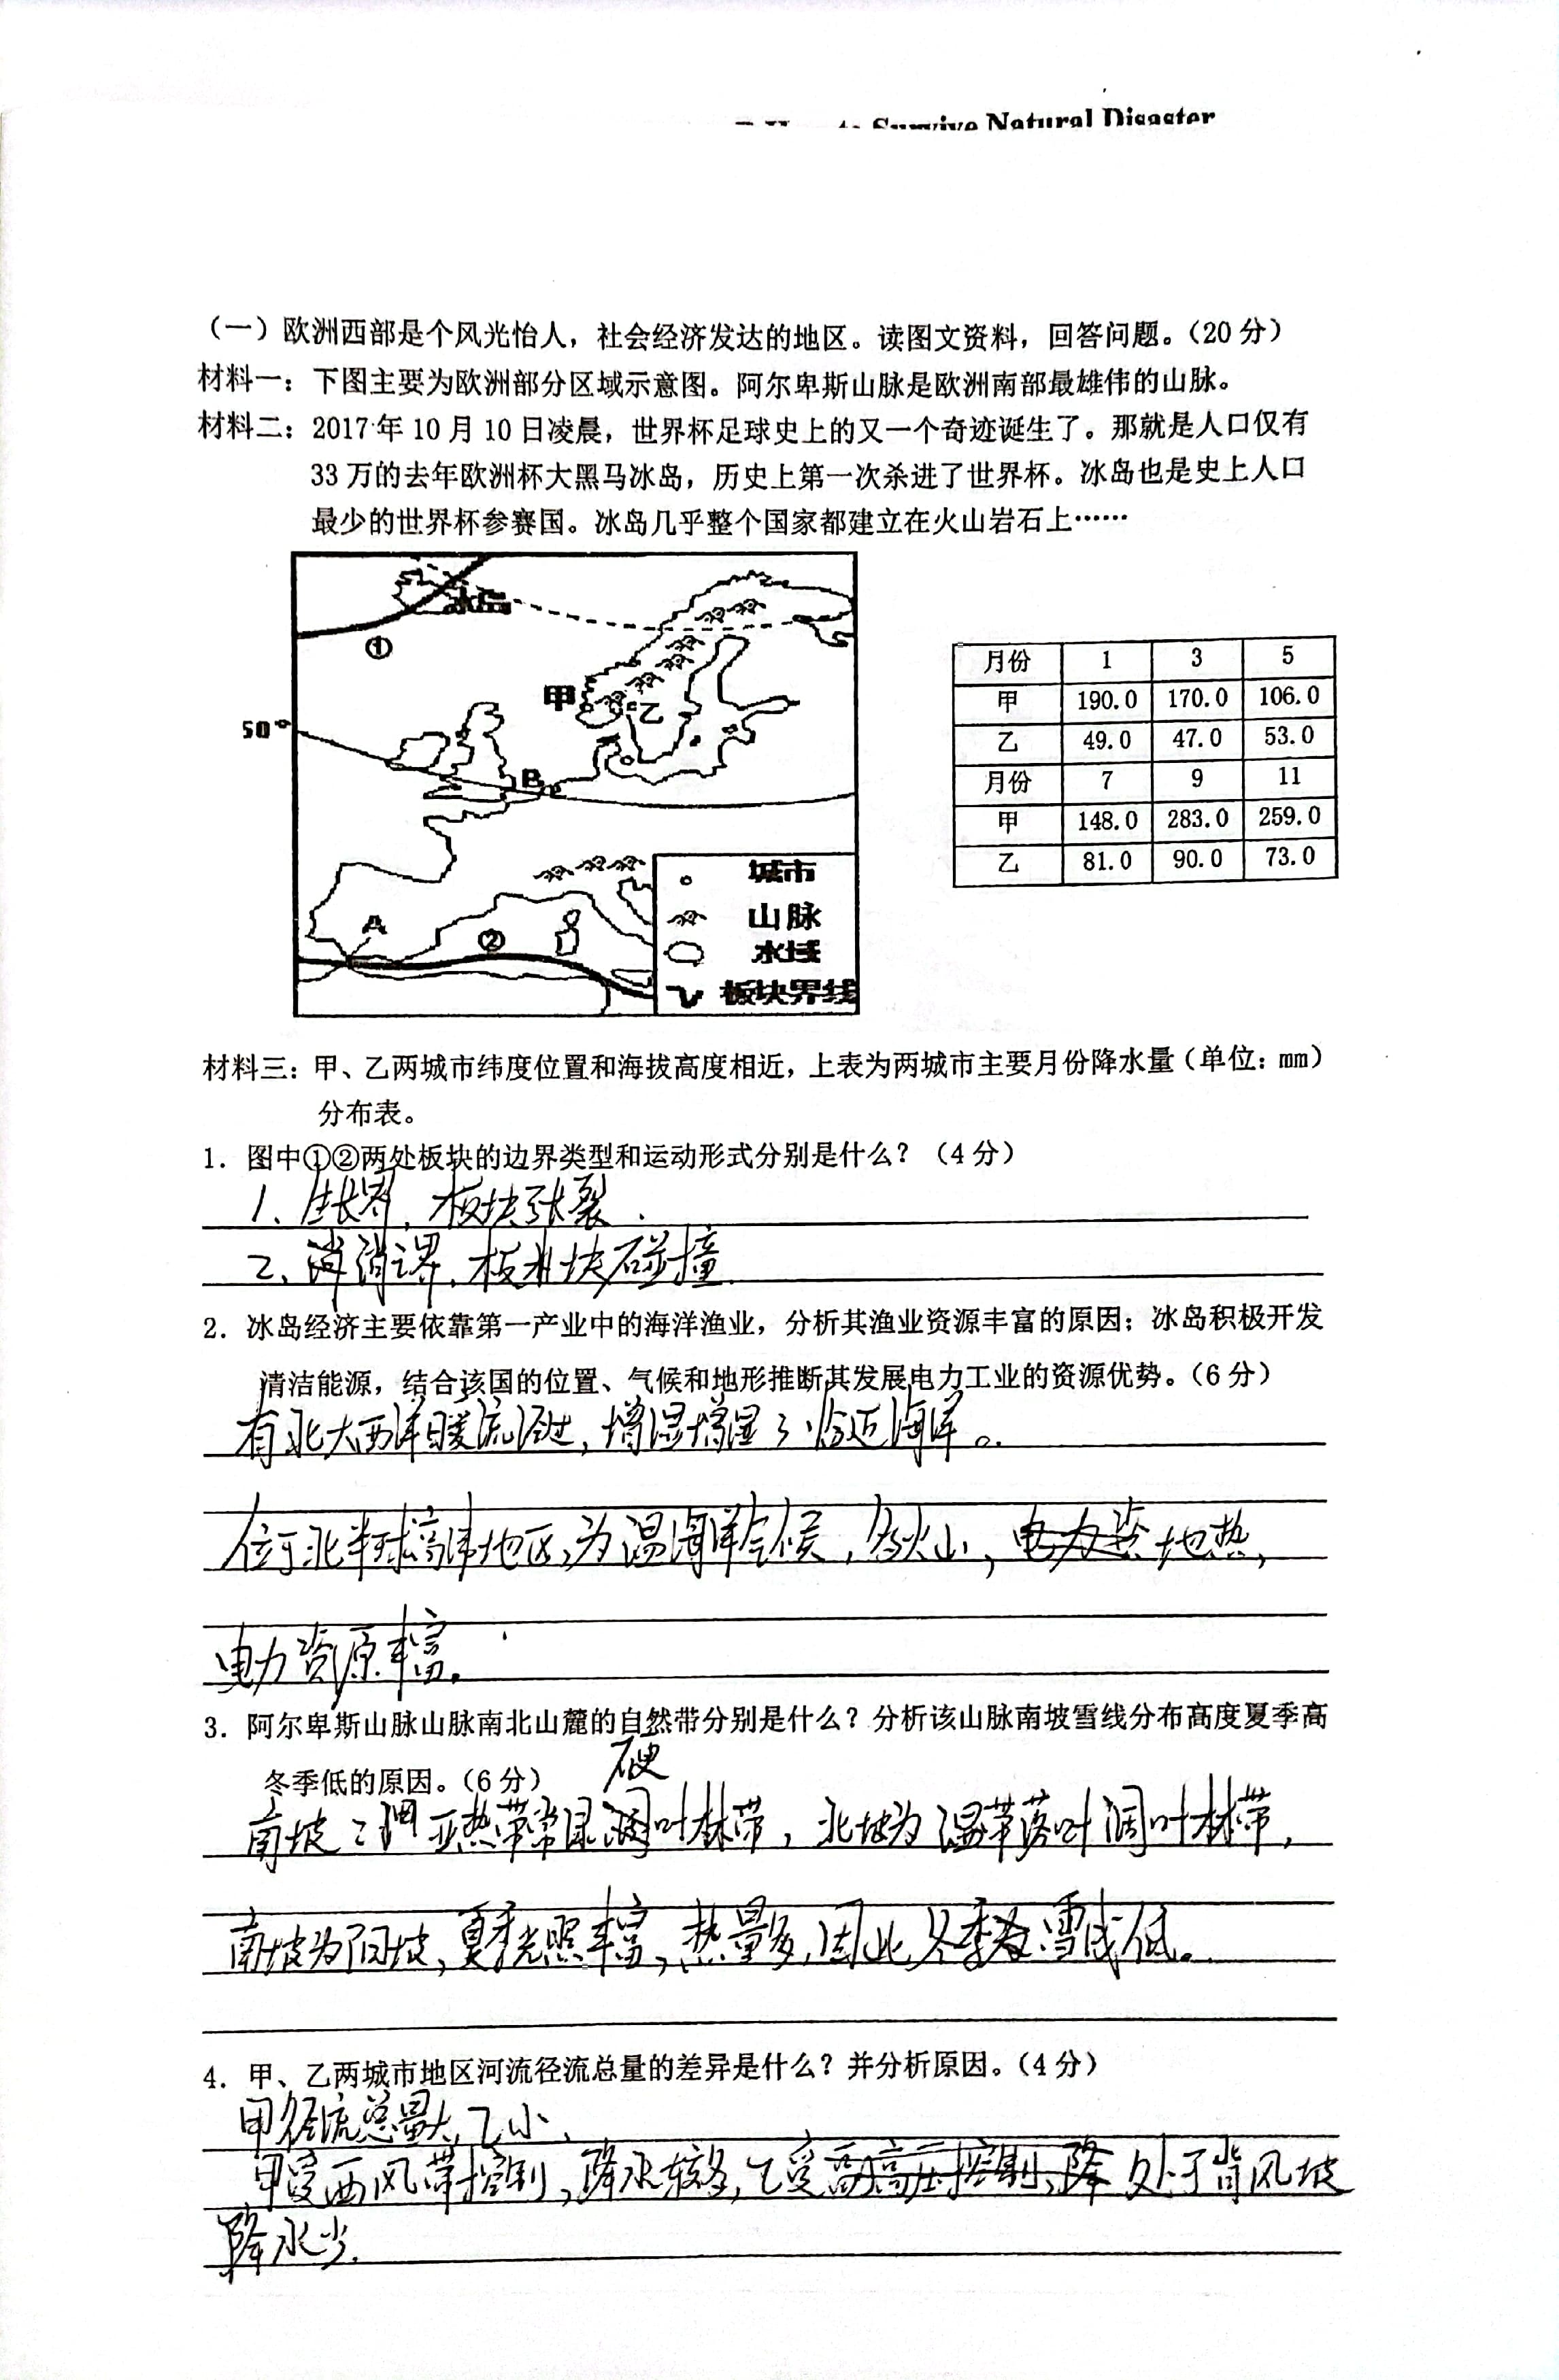 to Survive Natural Disaster
(一)欧洲西部是个风光怡人，社会经济发达的地区。读图文资料，回答问题。(20分)
材料一：下图主要为欧洲部分区域示意图。阿尔卑斯山脉是欧洲南部最雄伟的山脉。
材料二：2017年10月10日凌晨，世界杯足球史上的又一个奇迹诞生了。那就是人口仅有
33万的去年欧洲杯大黑马冰岛，历史上第一次杀进了世界杯。冰岛也是史上人口
最少的世界杯参赛国。冰岛几乎整个国家都建立在火山岩石上……
冰岛
①
甲
乙
50°
B
A
②
城市
山脉
水域
板块界线
月份 1 3 5
甲 190.0 170.0 106.0
乙 49.0 47.0 53.0
月份 7 9 11
甲 148.0 283.0 259.0
乙 81.0 90.0 73.0
材料三：甲、乙两城市纬度位置和海拔高度相近，上表为两城市主要月份降水量(单位：mm)
分布表。
1. 图中①②两处板块的边界类型和运动形式分别是什么？(4分)
1、生长界，板块张裂.
2、消界，板块碰撞.
2. 冰岛经济主要依靠第一产业中的海洋渔业，分析其渔业资源丰富的原因；冰岛积极开发
清洁能源，结合该国的位置、气候和地形推断其发展电力工业的资源优势。(6分)
有北大西洋暖流经过，增温增湿；临近海洋。
位于北半球高纬地区，为温海洋气候，多火山，地热，
电力资原丰富。
3. 阿尔卑斯山脉山脉南北山麓的自然带分别是什么？分析该山脉南坡雪线分布高度夏季高
冬季低的原因。(6分)
硬
南坡：亚热带常绿叶林带，北坡为温带落叶阔叶林带，
南坡为阳坡，夏季光照丰富，热量多，因此冬季雪线低。
4. 甲、乙两城市地区河流径流总量的差异是什么？并分析原因。(4分)
甲径流总量大，乙小、
甲受西风带控制，降水较多，乙受高压控制，降处于背风坡
降水少.